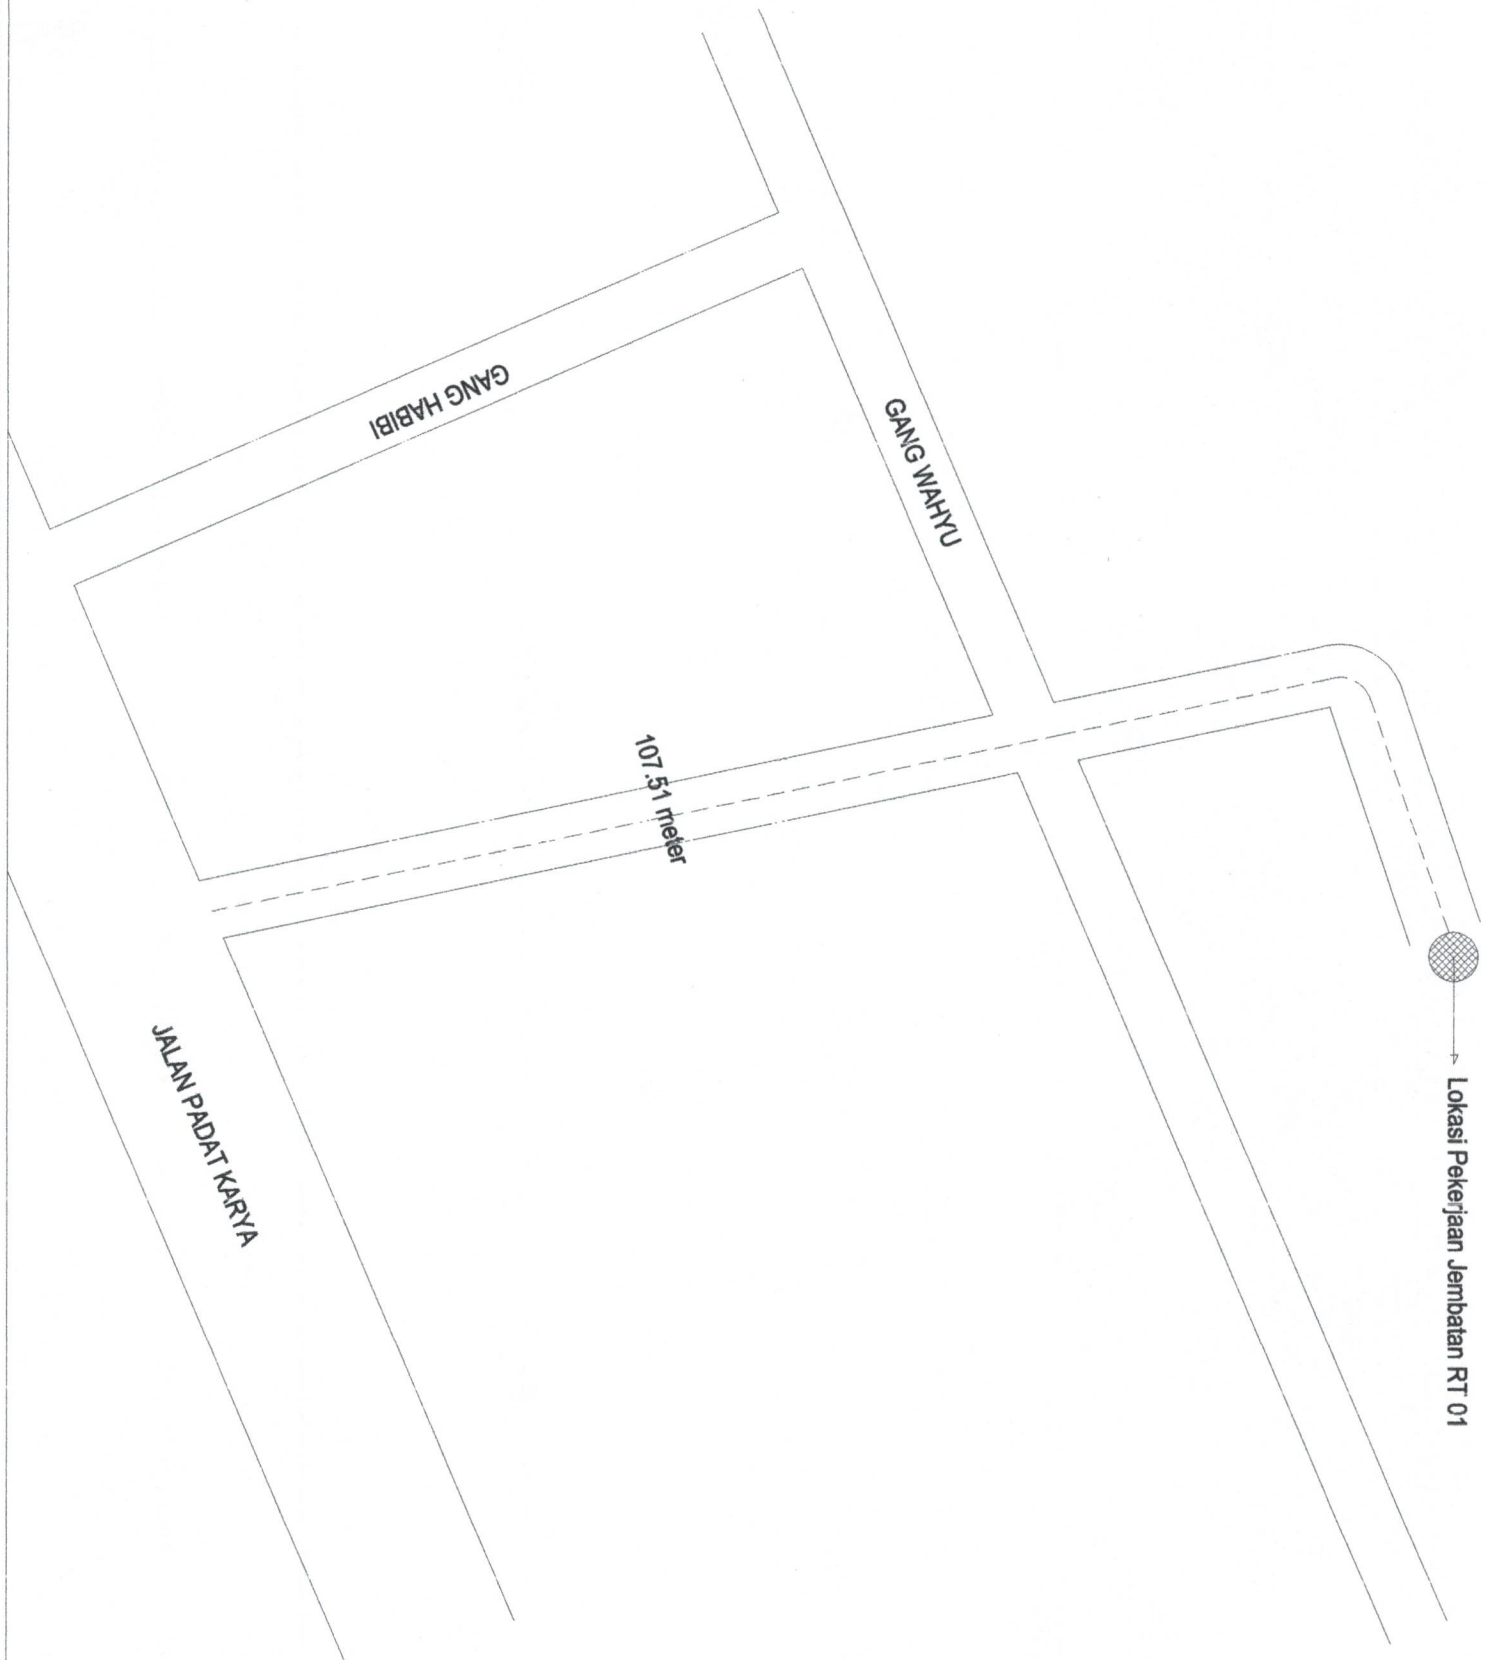 GANG HABIBI
GANG WAHYU
107.51 meter
JALAN PADAT KARYA
Lokasi Pekerjaan Jembatan RT 01